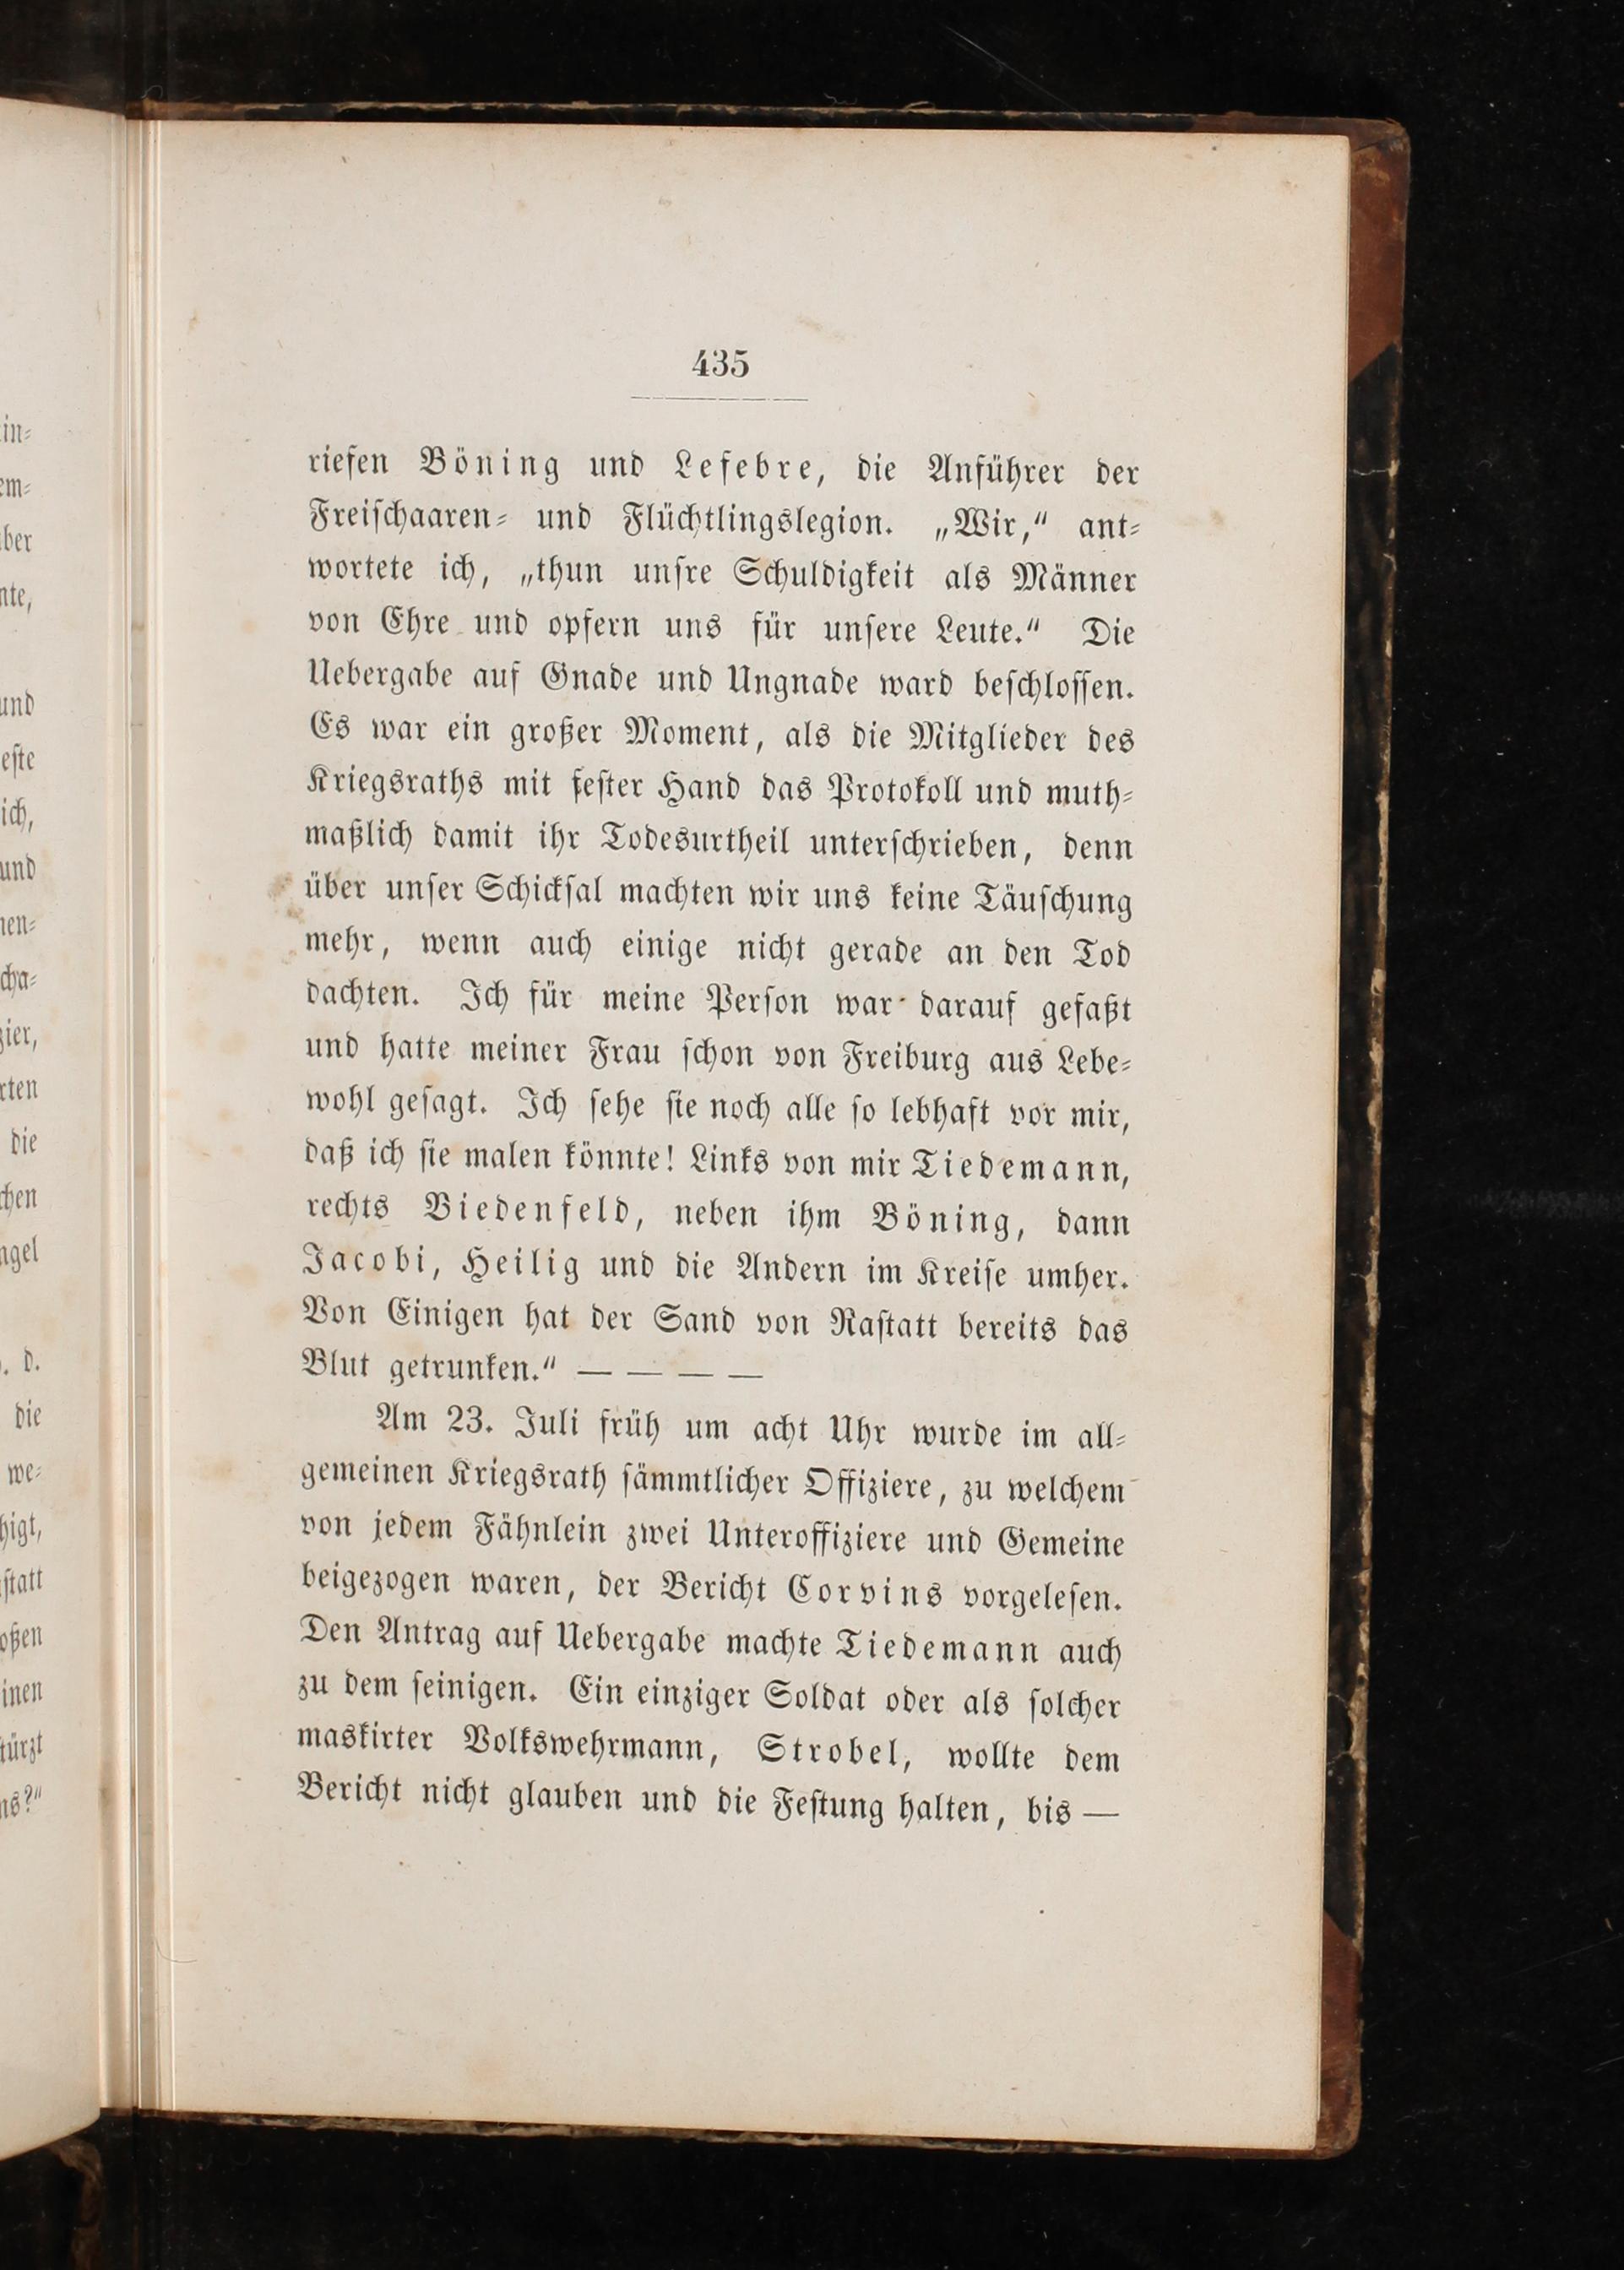 435
riefen Böning und Lefebre, die Anführer der
Freiſchaaren⸗ und Flüchtlingslegion. „Wir,“ ant⸗
wortete ich, „thun unſre Schuldigkeit als Männer
von Ehre und opfern uns für unſere Leute.“ Die
Uebergabe auf Gnade und Ungnade ward beſchloſſen.
Es war ein großer Moment, als die Mitglieder des
Kriegsraths mit feſter Hand das Protokoll und muth⸗
maßlich damit ihr Todesurtheil unterſchrieben, denn
über unſer Schickſal machten wir uns keine Täuſchung
mehr, wenn auch einige nicht gerade an den Tod
dachten. Ich für meine Perſon war darauf gefaßt
und hatte meiner Frau ſchon von Freiburg aus Lebe⸗
wohl geſagt. Ich ſehe ſie noch alle ſo lebhaft vor mir,
daß ich ſie malen könnte! Links von mir Tiedemann,
rechts Biedenfeld, neben ihm Böning, dann
Jacobi, Heilig und die Andern im Kreiſe umher.
Von Einigen hat der Sand von Raſtatt bereits das
Blut getrunken.“ — — — —
Am 23. Juli früh um acht Uhr wurde im all⸗
gemeinen Kriegsrath ſämmtlicher Offiziere, zu welchem
von jedem Fähnlein zwei Unteroffiziere und Gemeine
beigezogen waren, der Bericht Corvins vorgeleſen.
Den Antrag auf Uebergabe machte Tiedemann auch
zu dem ſeinigen. Ein einziger Soldat oder als ſolcher
maskirter Volkswehrmann, Strobel, wollte dem
Bericht nicht glauben und die Feſtung halten, bis —